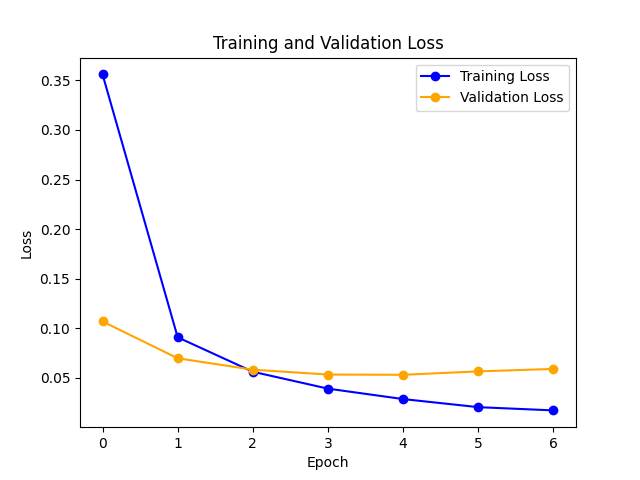 Training and Validation Loss
Training Loss
Validation Loss
0.35
0.30
0.25
0.20
0.15
0.10
0.05
Loss
0 1 2 3 4 5 6
Epoch